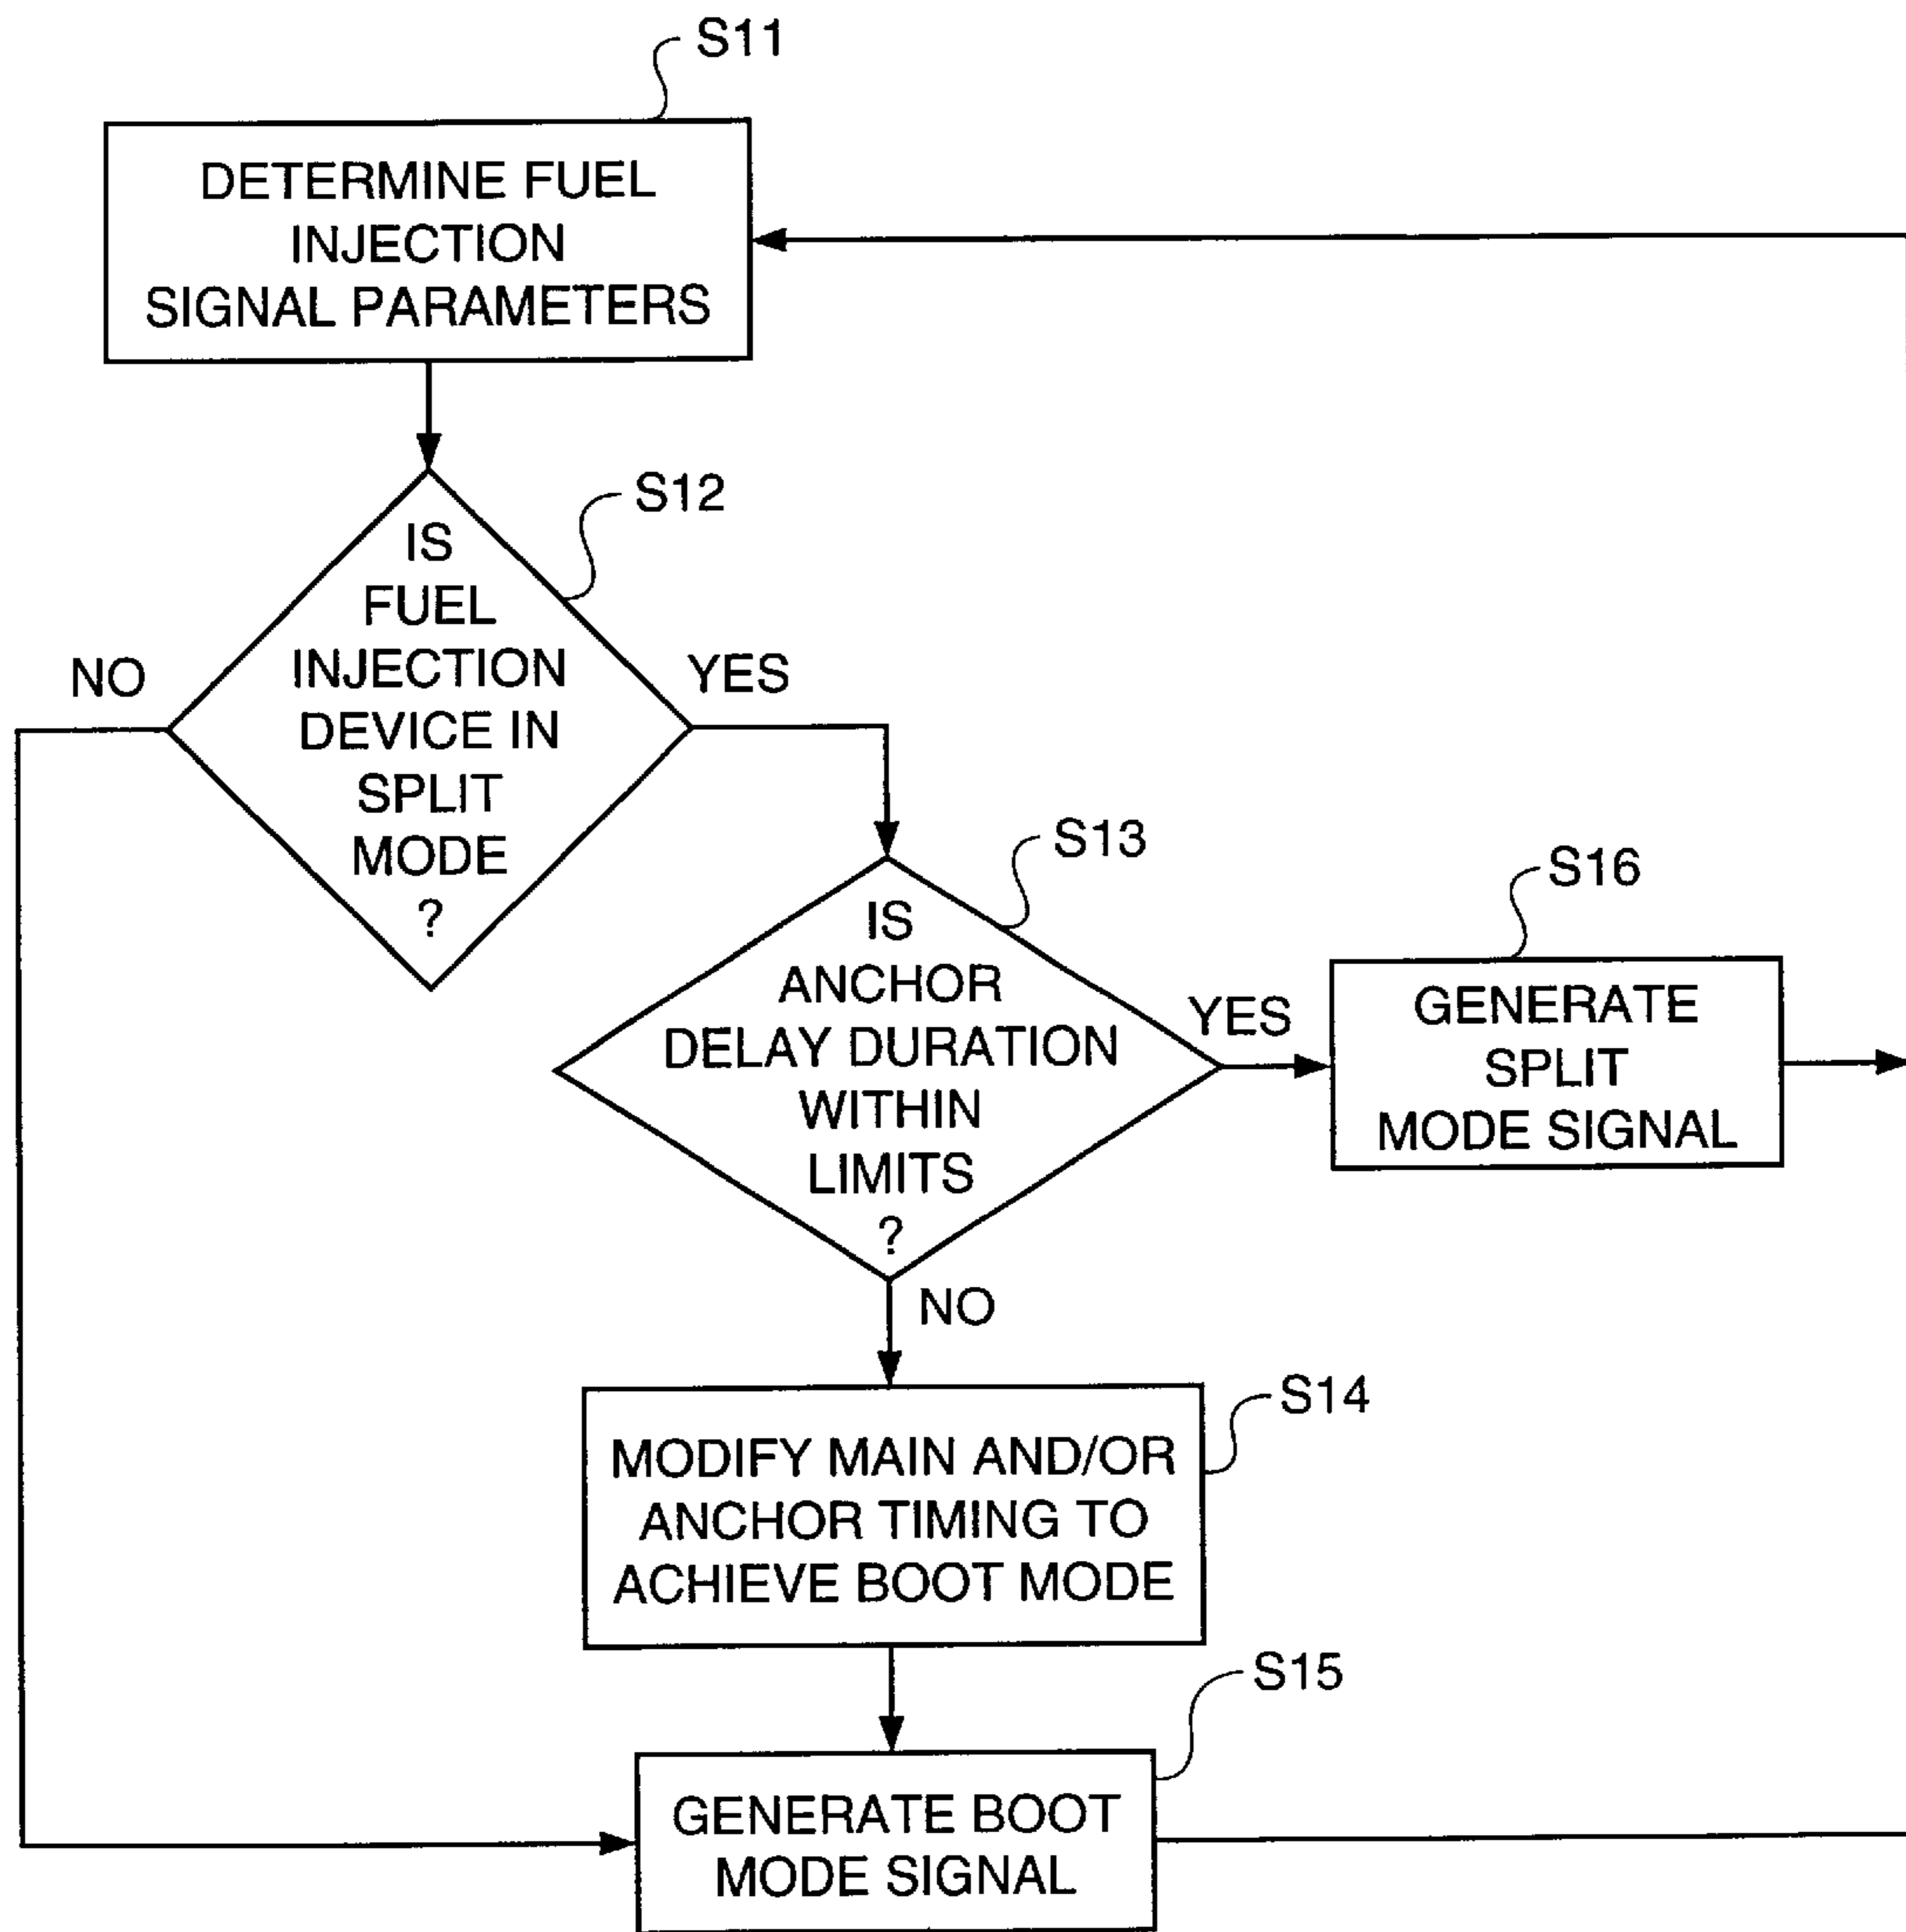 S11
DETERMINE FUEL
INJECTION
SIGNAL PARAMETERS
S12
IS
FUEL
INJECTION
DEVICE IN
SPLIT
MODE
?
NO
YES
S13
IS
ANCHOR
DELAY DURATION
WITHIN
LIMITS
?
YES
S16
GENERATE
SPLIT
MODE SIGNAL
NO
S14
MODIFY MAIN AND/OR
ANCHOR TIMING TO
ACHIEVE BOOT MODE
S15
GENERATE BOOT
MODE SIGNAL